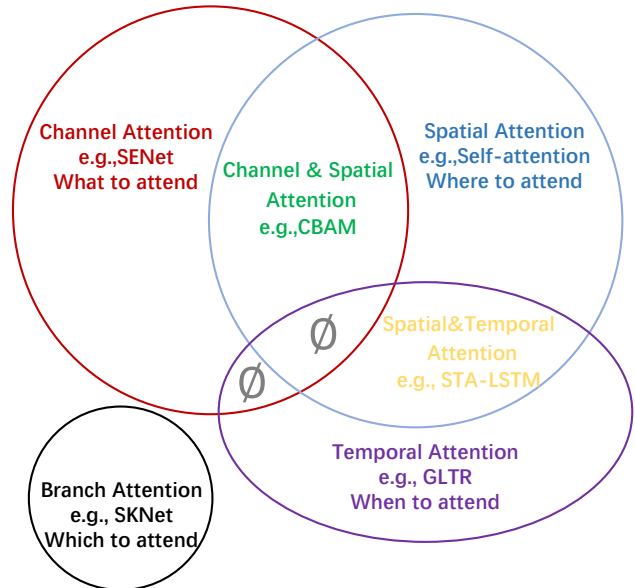 Channel Attention
e.g.,SENet
What to attend
Channel & Spatial
Attention
e.g.,CBAM
Spatial Attention
e.g.,Self-attention
Where to attend
∅
∅
Spatial&Temporal
Attention
e.g., STA-LSTM
Temporal Attention
e.g., GLTR
When to attend
Branch Attention
e.g., SKNet
Which to attend